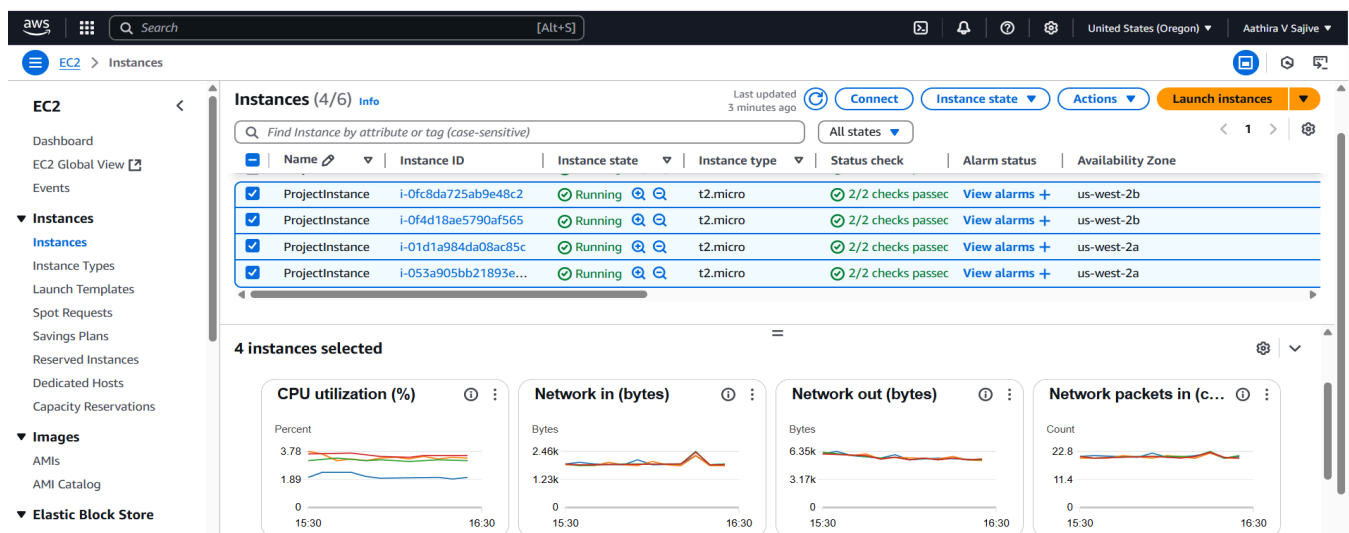 aws Search [Alt+S] United States (Oregon) ▼ Aathira V Sajive ▼
EC2 > Instances
EC2
Dashboard
EC2 Global View
Events
▼ Instances
Instances
Instance Types
Launch Templates
Spot Requests
Savings Plans
Reserved Instances
Dedicated Hosts
Capacity Reservations
▼ Images
AMIs
AMI Catalog
▼ Elastic Block Store
Instances (4/6) Info
Last updated
3 minutes ago
Connect Instance state ▼ Actions ▼ Launch instances ▼
Find Instance by attribute or tag (case-sensitive) All states ▼ < 1 >
Name Instance ID Instance state Instance type Status check Alarm status Availability Zone
ProjectInstance i-0fc8da725ab9e48c2 Running t2.micro 2/2 checks passec View alarms + us-west-2b
ProjectInstance i-0f4d18ae5790af565 Running t2.micro 2/2 checks passec View alarms + us-west-2b
ProjectInstance i-01d1a984da08ac85c Running t2.micro 2/2 checks passec View alarms + us-west-2a
ProjectInstance i-053a905bb21893e... Running t2.micro 2/2 checks passec View alarms + us-west-2a
4 instances selected
CPU utilization (%)
Percent
3.78
1.89
0
15:30 16:30
Network in (bytes)
Bytes
2.46k
1.23k
0
15:30 16:30
Network out (bytes)
Bytes
6.35k
3.17k
0
15:30 16:30
Network packets in (c...
Count
22.8
11.4
0
15:30 16:30